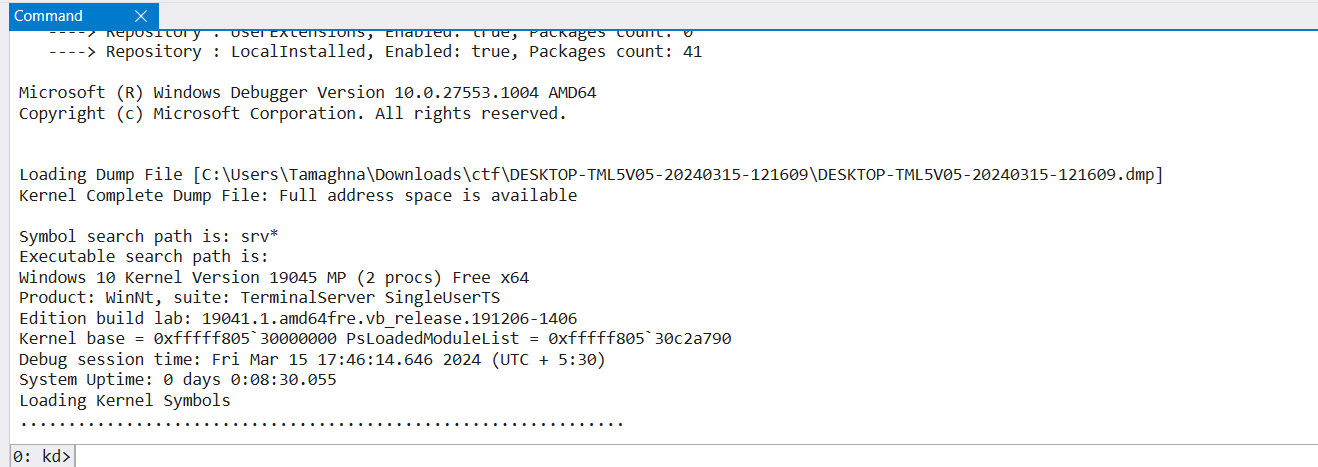 Command
----> Repository : UserExtensions, Enabled: true, Packages count: 0
----> Repository : LocalInstalled, Enabled: true, Packages count: 41
Microsoft (R) Windows Debugger Version 10.0.27553.1004 AMD64
Copyright (c) Microsoft Corporation. All rights reserved.
Loading Dump File [C:\Users\Tamaghna\Downloads\ctf\DESKTOP-TML5V05-20240315-121609\DESKTOP-TML5V05-20240315-121609.dmp]
Kernel Complete Dump File: Full address space is available
Symbol search path is: srv*
Executable search path is:
Windows 10 Kernel Version 19045 MP (2 procs) Free x64
Product: WinNt, suite: TerminalServer SingleUserTS
Edition build lab: 19041.1.amd64fre.vb_release.191206-1406
Kernel base = 0xfffff805`30000000 PsLoadedModuleList = 0xfffff805`30c2a790
Debug session time: Fri Mar 15 17:46:14.646 2024 (UTC + 5:30)
System Uptime: 0 days 0:08:30.055
Loading Kernel Symbols
...............................................................
0: kd>